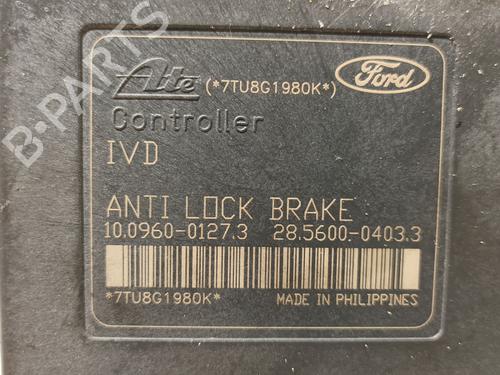 B-PARTS
Ate (*7TU8G1980K*) Ford
Controller
IVD
ANTI LOCK BRAKE
10.0960-0127.3 28.5600-0403.3
*7TU8G1980K* MADE IN PHILIPPINES